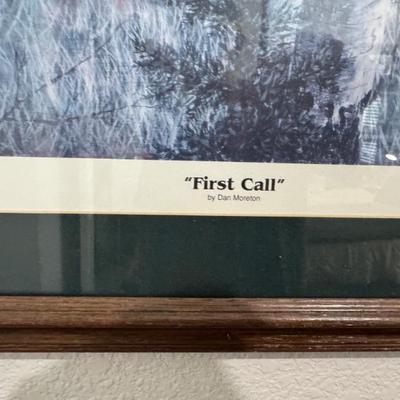 "First Call"
by Dan Moreton